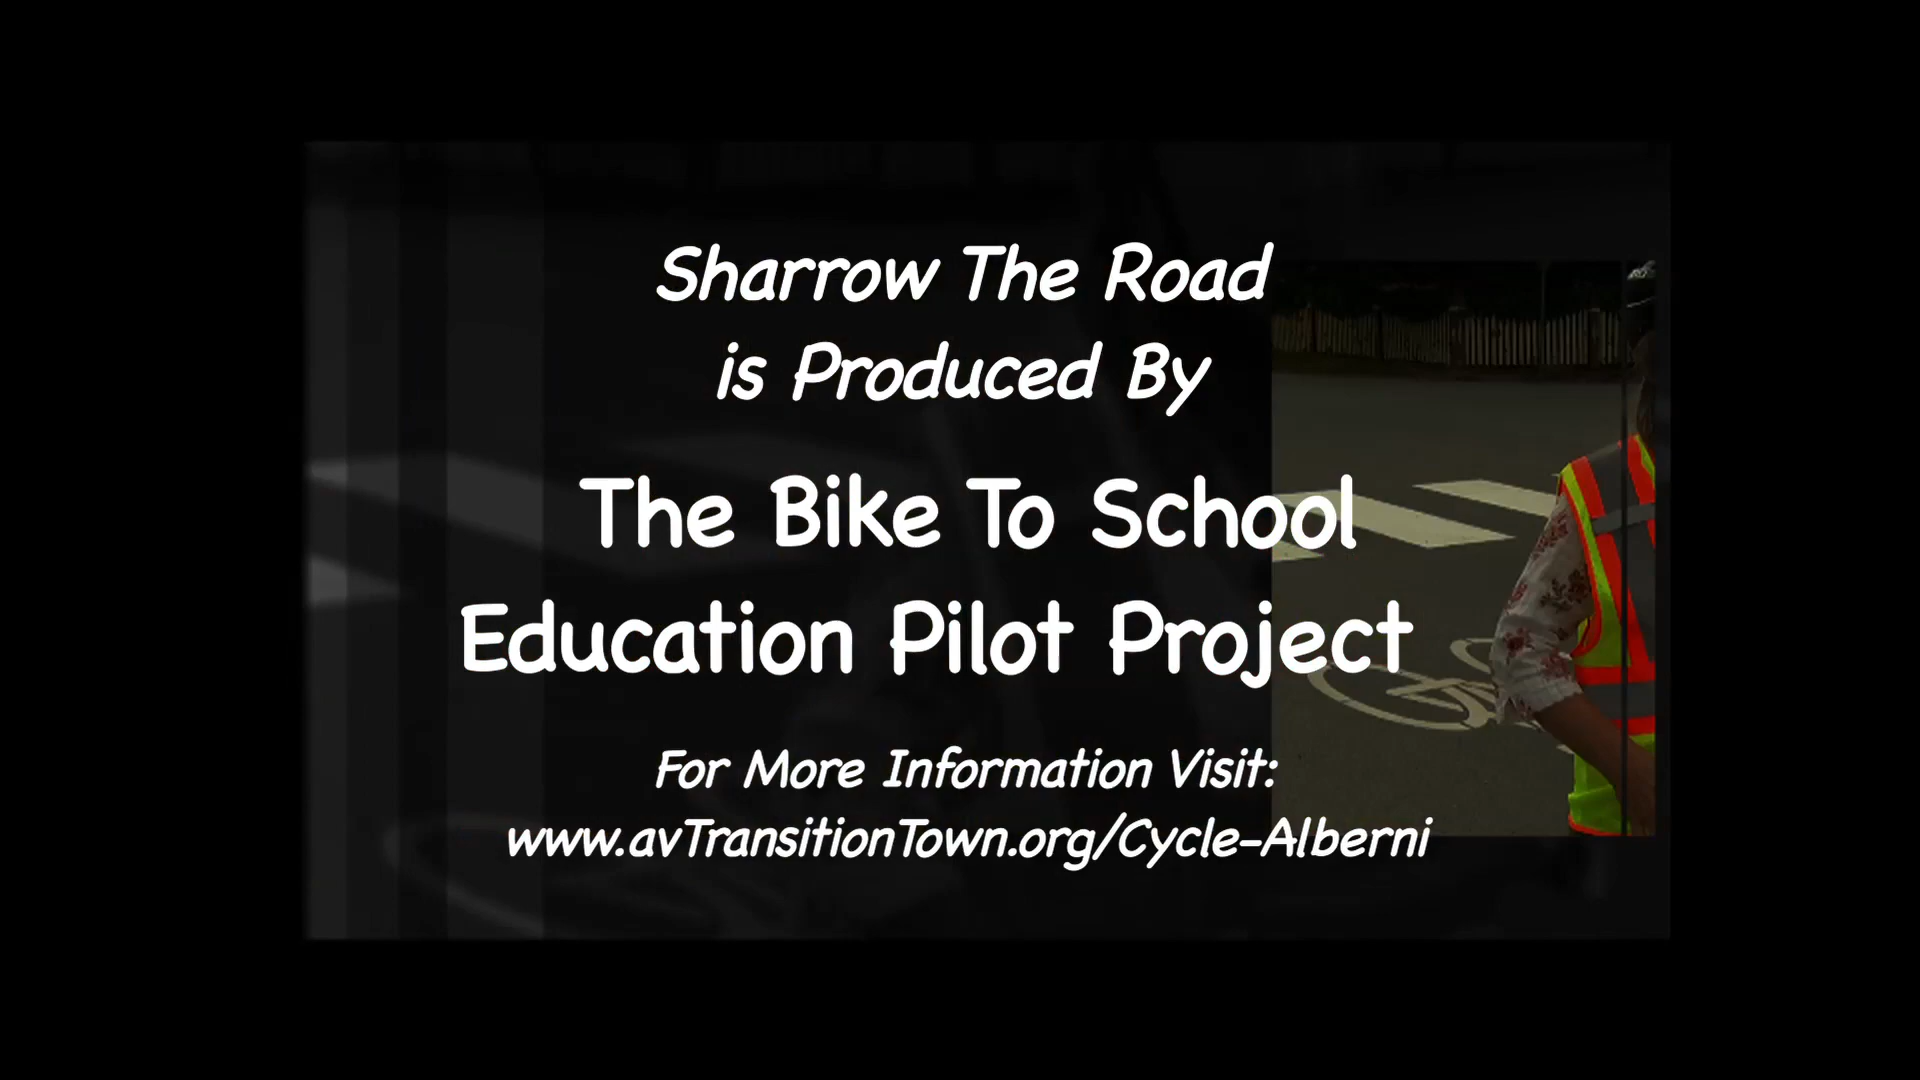 Sharrow The Road
is Produced By
The Bike To School
Education Pilot Project
For More Information Visit:
www.avTransitionTown.org/Cycle-Alberni